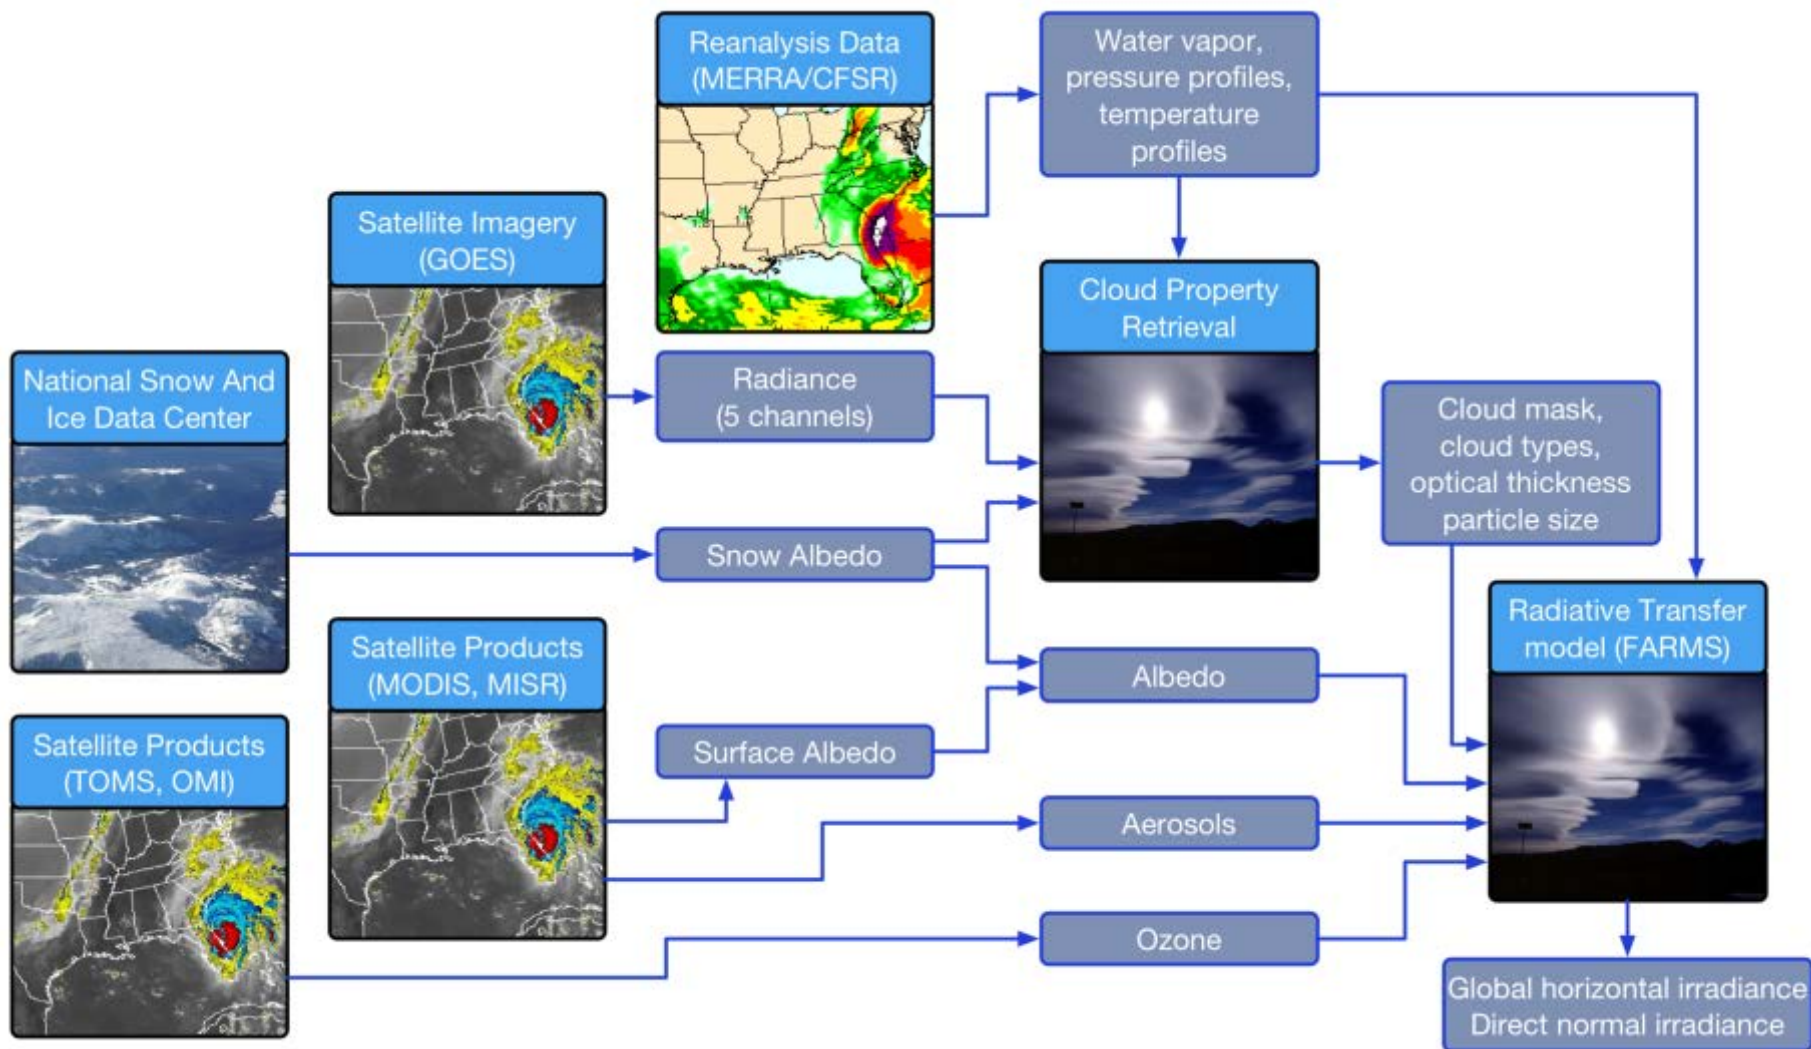 Reanalysis Data
(MERRA/CFSR)
Water vapor,
pressure profiles,
temperature
profiles
Satellite Imagery
(GOES)
Cloud Property
Retrieval
National Snow And
Ice Data Center
Radiance
(5 channels)
Cloud mask,
cloud types,
optical thickness
particle size
Snow Albedo
Radiative Transfer
model (FARMS)
Satellite Products
(MODIS, MISR)
Albedo
Satellite Products
(TOMS, OMI)
Surface Albedo
Aerosols
Ozone
Global horizontal irradiance
Direct normal irradiance